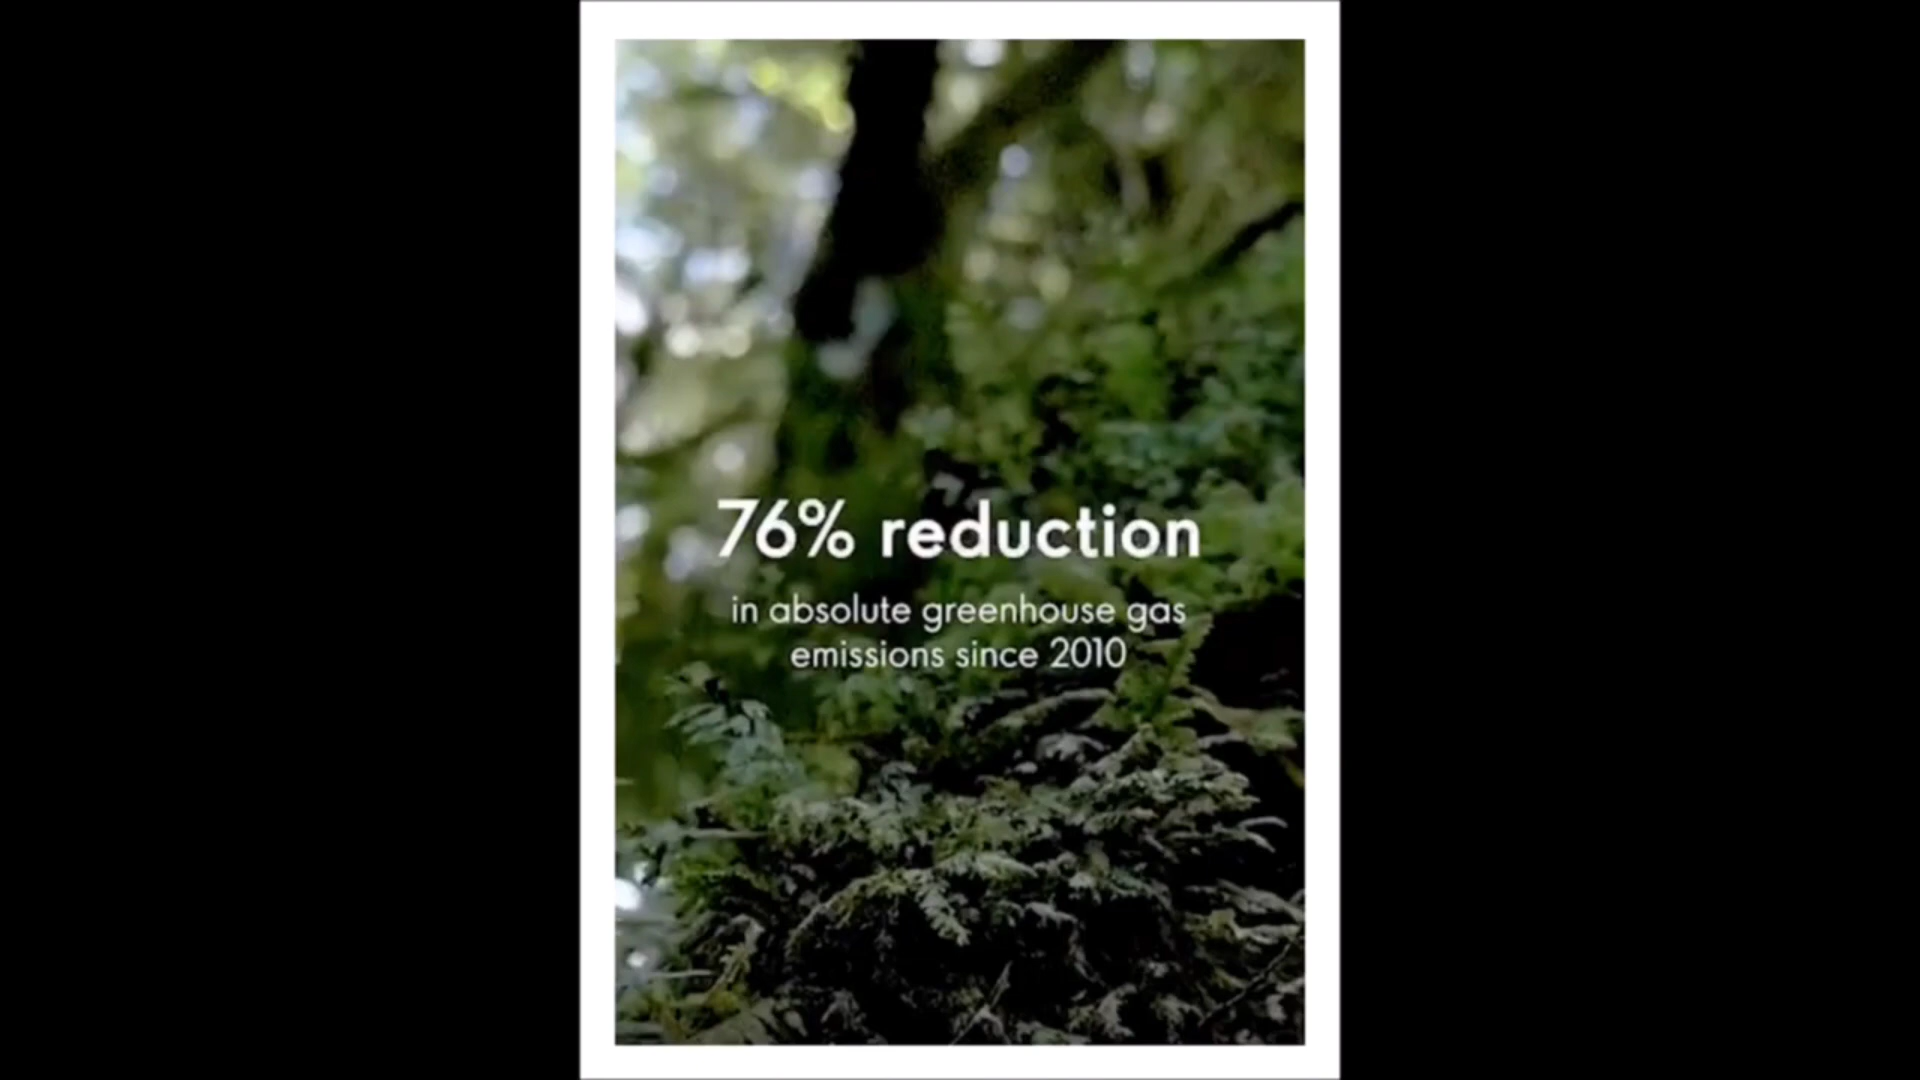 76% reduction
in absolute greenhouse gas
emissions since 2010